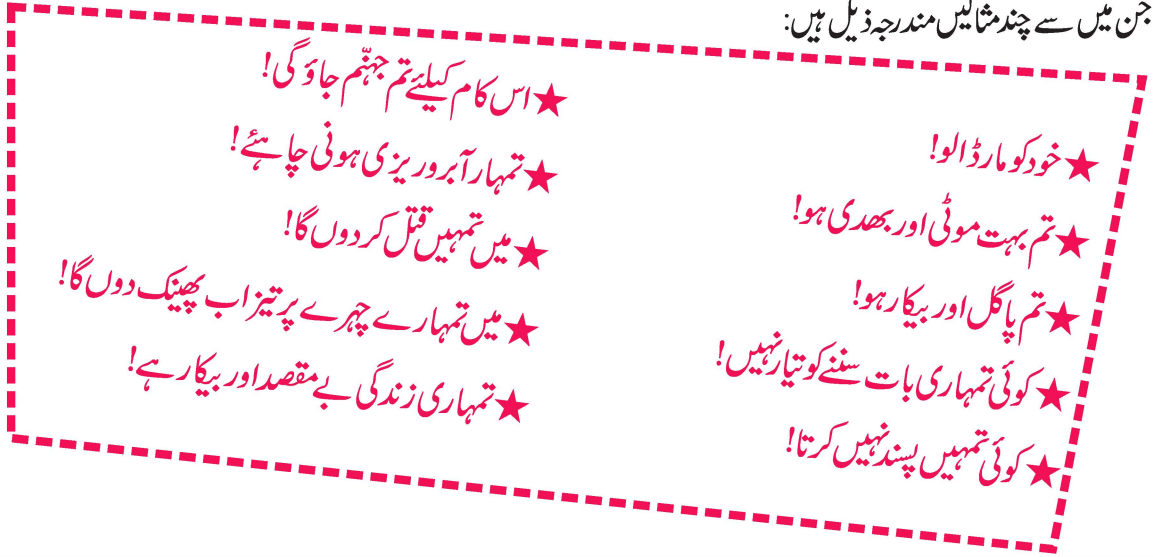 جن میں سے چند مثالیں مندرجہ ذیل ہیں:
★ خود کو مار ڈالو!
★ تم بہت موٹی اور بھدی ہو!
★ تم پاگل اور بیکار ہو!
★ کوئی تمہاری بات سننے کو تیار نہیں!
★ کوئی تمہیں پسند نہیں کرتا!
★ اس کام کیلئے تم جہنّم جاؤ گی!
★ تمہار آبروریزی ہونی چاہئے!
★ میں تمہیں قتل کر دوں گا!
★ میں تمہارے چہرے پر تیزاب پھینک دوں گا!
★ تمہاری زندگی بے مقصد اور بیکار ہے!